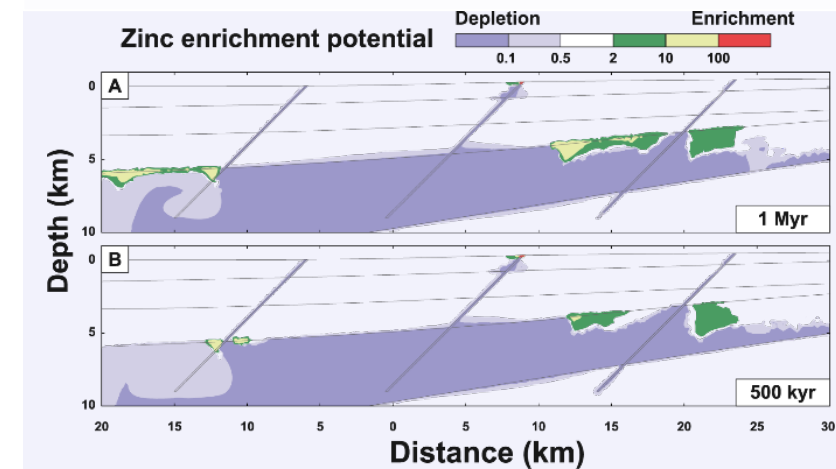 Zinc enrichment potential
Depletion Enrichment
0.1 0.5 2 10 100
A
0
5
10
1 Myr
B
0
5
10
500 kyr
Depth (km)
20 15 10 5 0 5 10 15 20 25 30
Distance (km)